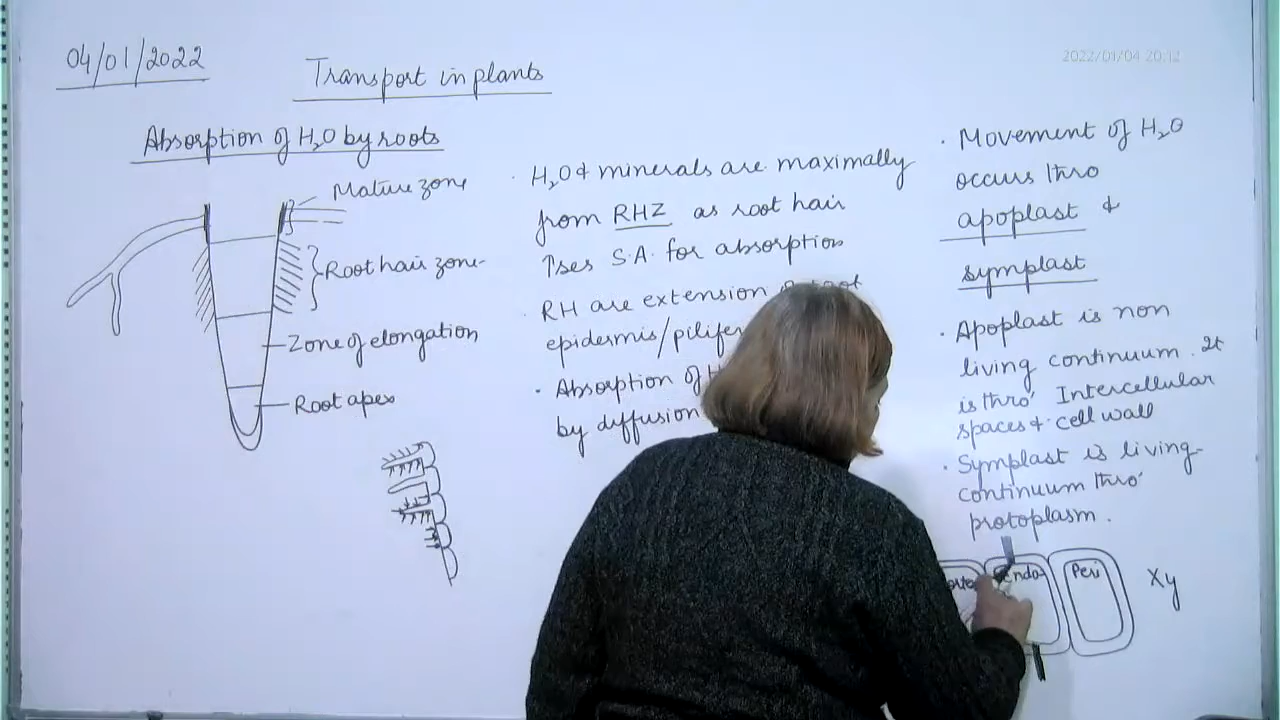 04/01/2022
2022/01/04 20:12
Transport in plants
Absorption of H₂O by roots
Mature zone
Root hair zone
Zone of elongation
Root apex
· H₂O & minerals are maximally
from RHZ as root hair
↑ses S.A. for absorption
· RH are extension
epidermis/
· Absorption of
by diffusion
· Movement of H₂O
occurs thro
apoplast &
symplast
· Apoplast is non
living continuum. It
is thro' Intercellular
spaces & cell wall
· Symplast is living
continuum thro'
protoplasm.
Endo
Peri
Xy